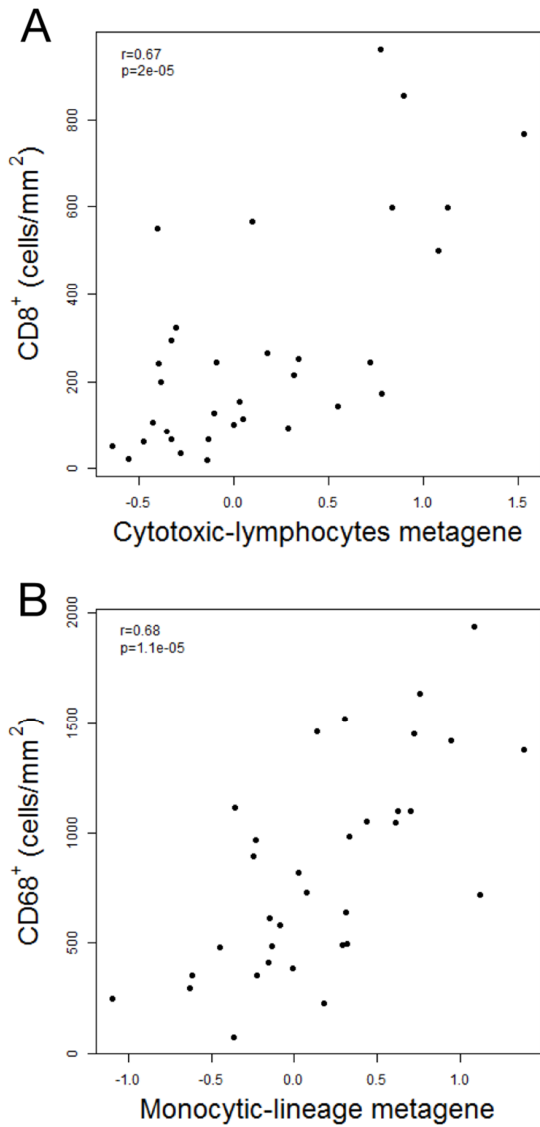 A
r=0.67
p=2e-05
CD8⁺ (cells/mm²)
800
600
400
200
0
-0.5 0.0 0.5 1.0 1.5
Cytotoxic-lymphocytes metagene
B
r=0.68
p=1.1e-05
CD68⁺ (cells/mm²)
2000
1500
1000
500
0
-1.0 -0.5 0.0 0.5 1.0
Monocytic-lineage metagene